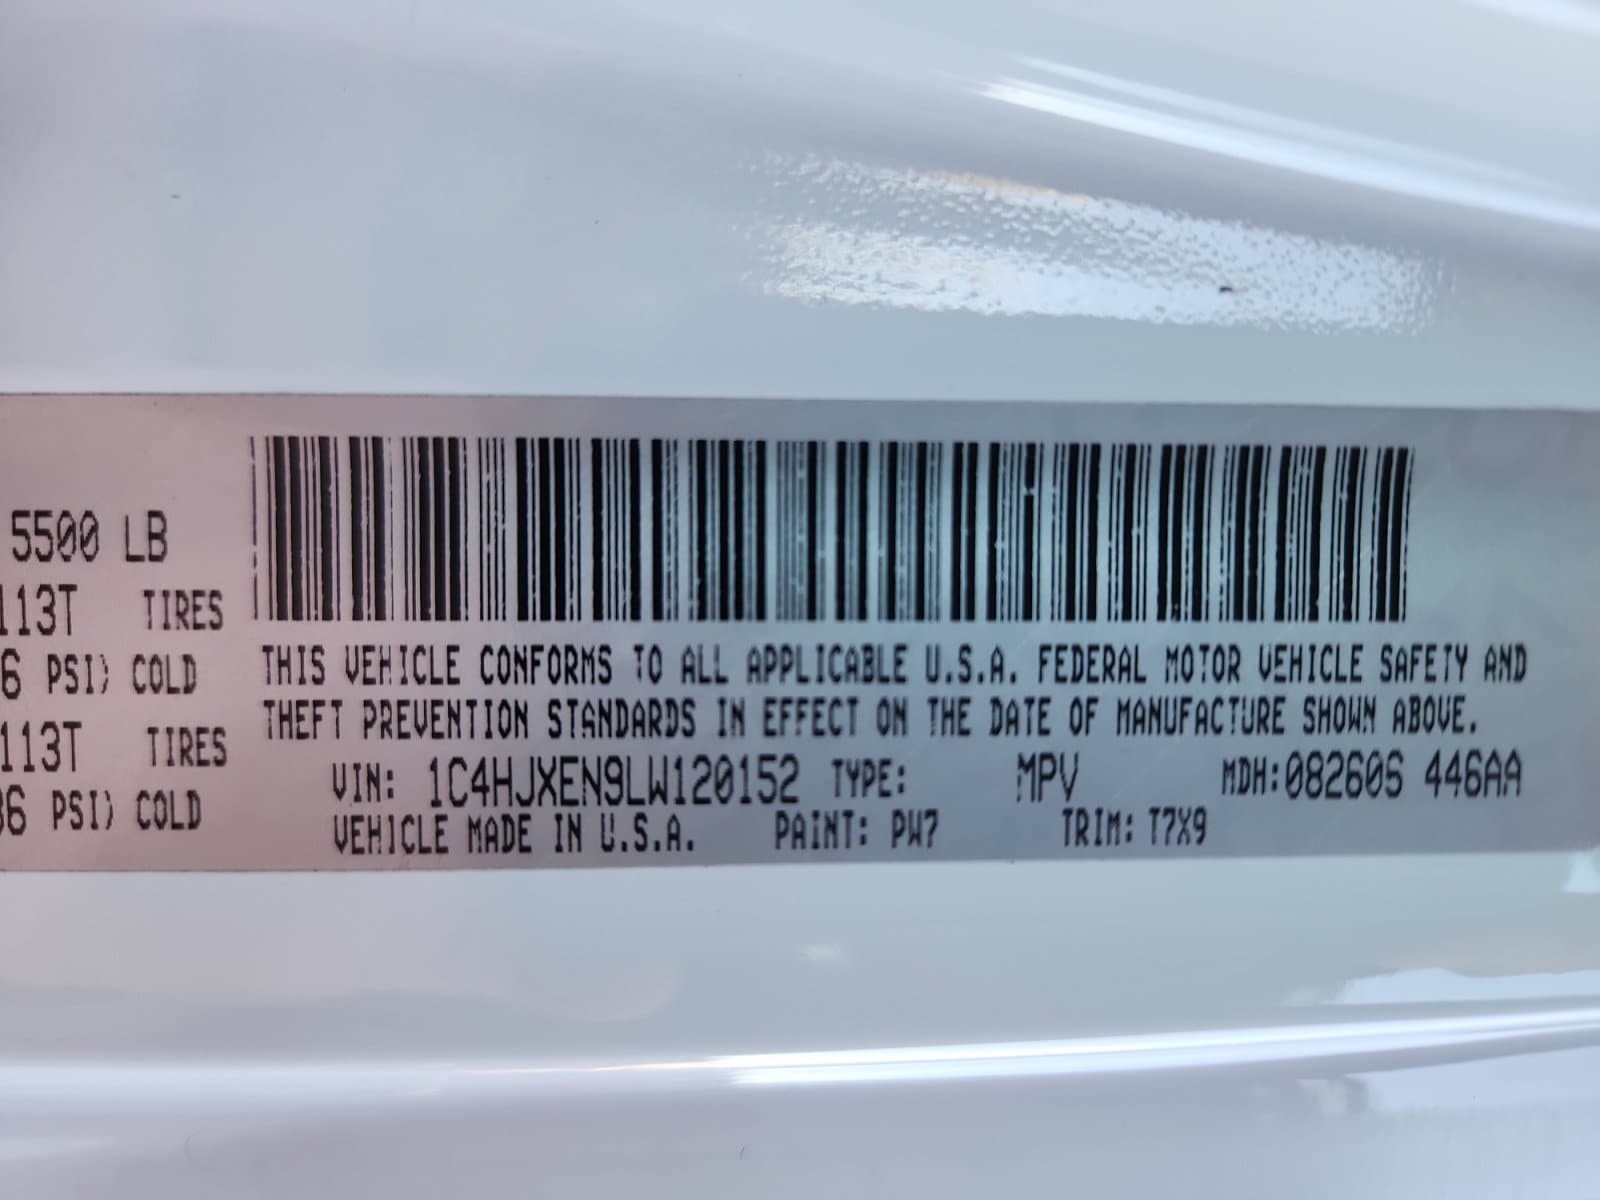 5500 LB
113T TIRES
6 PSI) COLD
113T TIRES
36 PSI) COLD
THIS VEHICLE CONFORMS TO ALL APPLICABLE U.S.A. FEDERAL MOTOR VEHICLE SAFETY AND
THEFT PREVENTION STANDARDS IN EFFECT ON THE DATE OF MANUFACTURE SHOWN ABOVE.
VIN: 1C4HJXEN9LW120152 TYPE: MPV MDH:082606 446AA
VEHICLE MADE IN U.S.A. PAINT: PW7 TRIM: T7X9